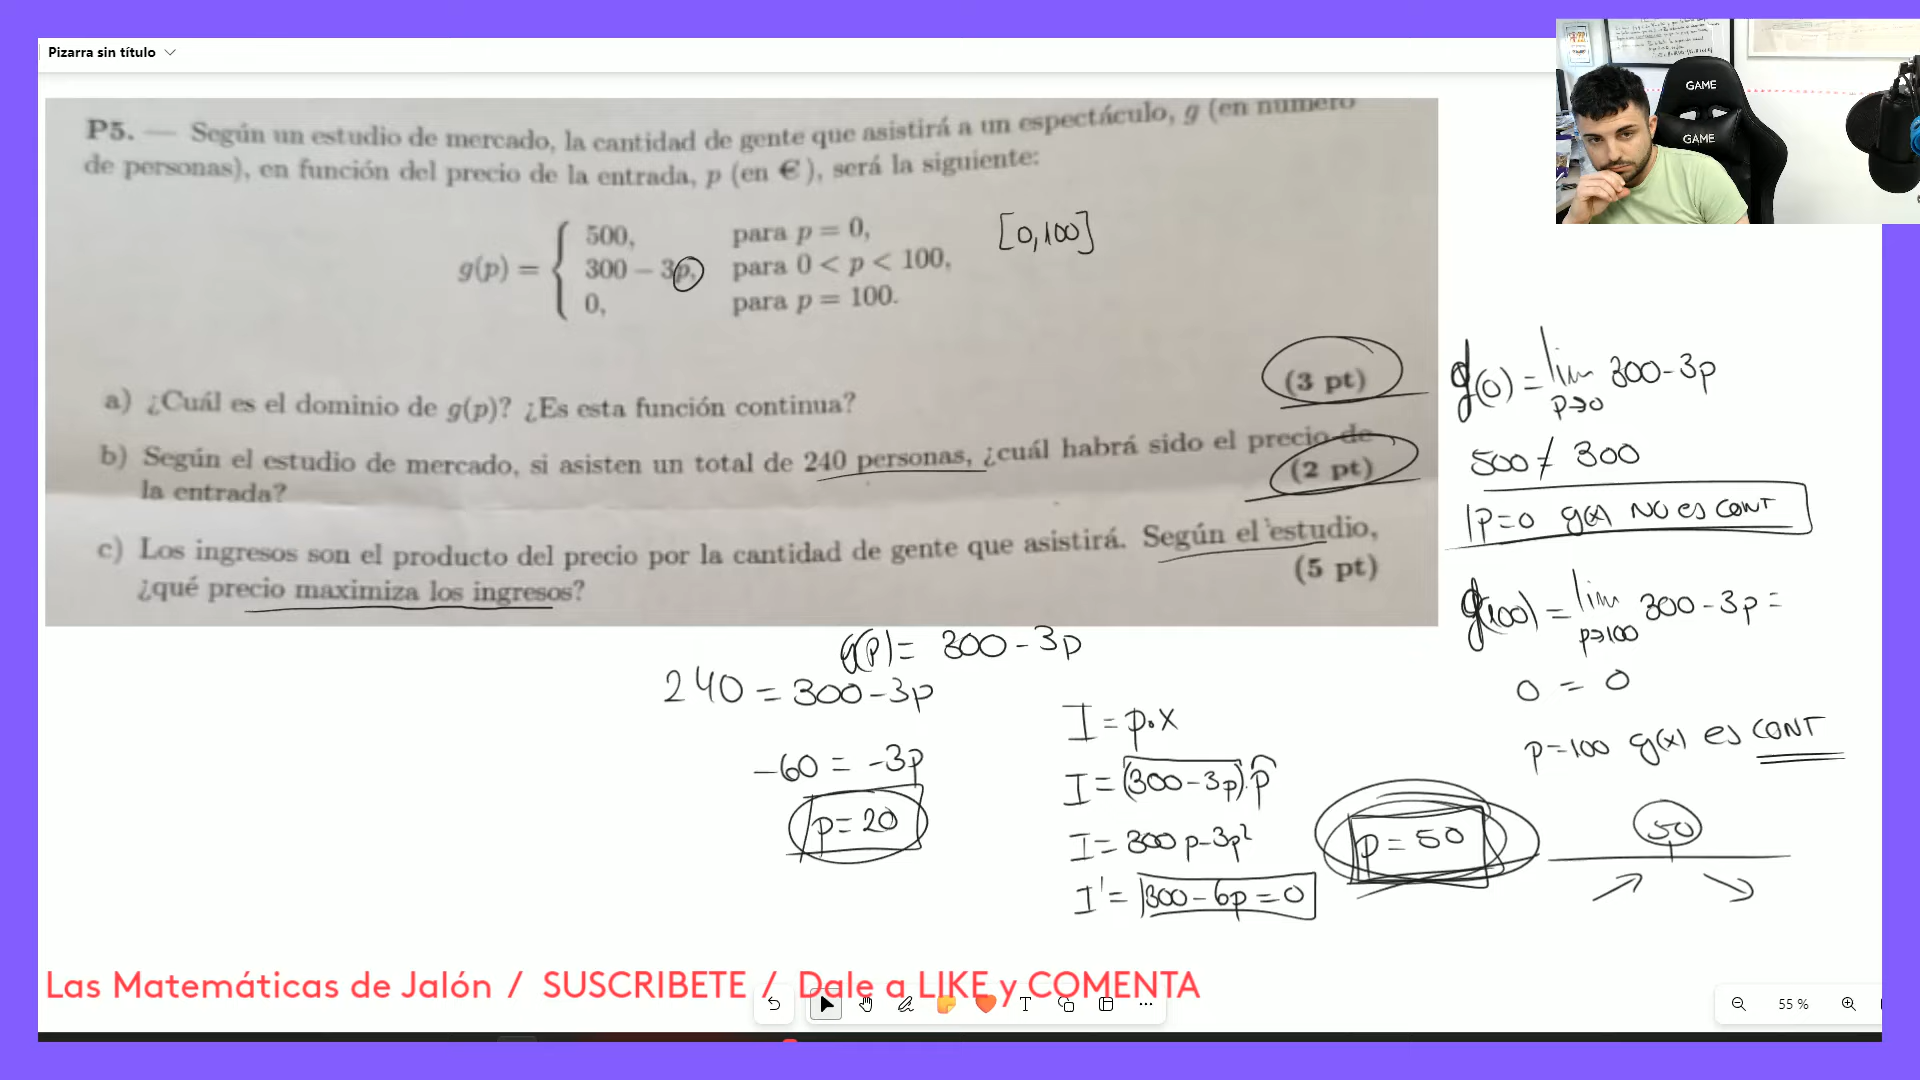 Pizarra sin título
GAME
GAME
P5. — Según un estudio de mercado, la cantidad de gente que asistirá a un espectáculo, g (en número
de personas), en función del precio de la entrada, p (en €), será la siguiente:
g(p) = { 500, para p = 0,
300 − 3p, para 0 < p < 100,
0, para p = 100.
[0,100]
a) ¿Cuál es el dominio de g(p)? ¿Es esta función continua? (3 pt)
b) Según el estudio de mercado, si asisten un total de 240 personas, ¿cuál habrá sido el precio de
la entrada? (2 pt)
c) Los ingresos son el producto del precio por la cantidad de gente que asistirá. Según el estudio,
¿qué precio maximiza los ingresos? (5 pt)
g(0) = lim 300-3p
p→0
500 ≠ 300
p=0 g(x) NO es CONT
g(100) = lim 300-3p =
p→100
0 = 0
p=100 g(x) es CONT
g(p) = 300-3p
240 = 300-3p
-60 = -3p
p=20
I = p·x
I = (300-3p)·p
I = 300p-3p²
I' = 300-6p=0
p=50
50
Las Matemáticas de Jalón / SUSCRIBETE / Dale a LIKE y COMENTA
55 %